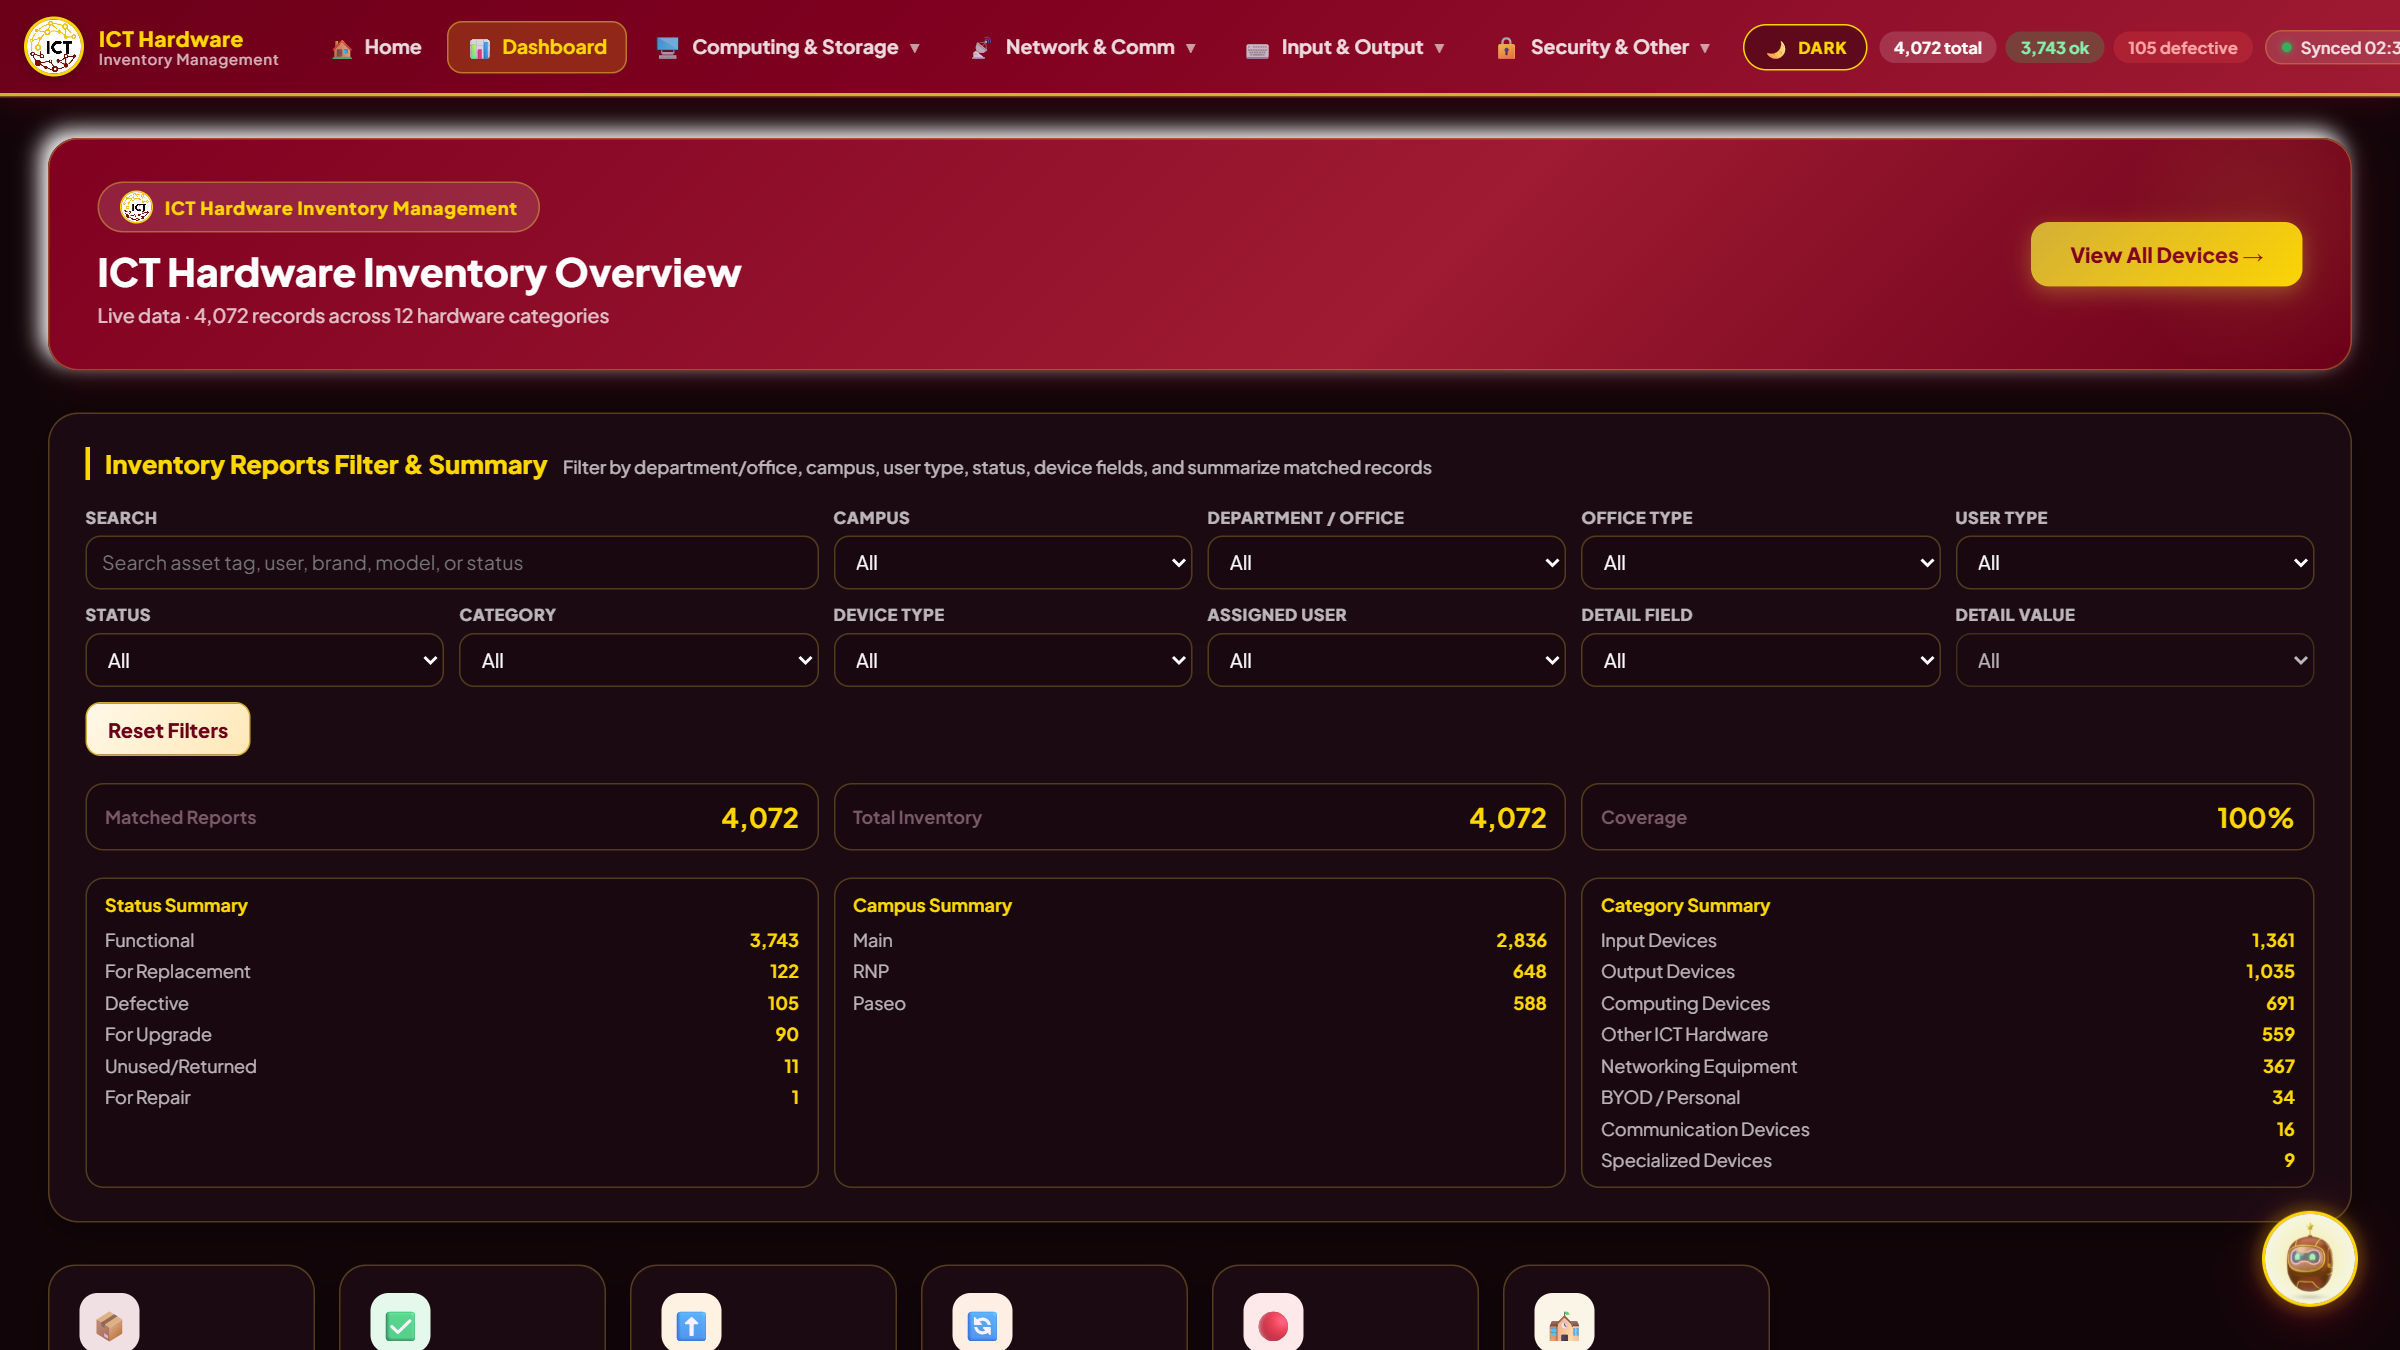 ICT
ICT Hardware
Inventory Management
Home
Dashboard
Computing & Storage ▼
Network & Comm ▼
Input & Output ▼
Security & Other ▼
DARK
4,072 total
3,743 ok
105 defective
Synced 02:3
ICT
ICT Hardware Inventory Management
ICT Hardware Inventory Overview
Live data · 4,072 records across 12 hardware categories
View All Devices →
Inventory Reports Filter & Summary
Filter by department/office, campus, user type, status, device fields, and summarize matched records
SEARCH
CAMPUS
DEPARTMENT / OFFICE
OFFICE TYPE
USER TYPE
Search asset tag, user, brand, model, or status
All
All
All
All
STATUS
CATEGORY
DEVICE TYPE
ASSIGNED USER
DETAIL FIELD
DETAIL VALUE
All
All
All
All
All
All
Reset Filters
Matched Reports 4,072
Total Inventory 4,072
Coverage 100%
Status Summary
Functional 3,743
For Replacement 122
Defective 105
For Upgrade 90
Unused/Returned 11
For Repair 1
Campus Summary
Main 2,836
RNP 648
Paseo 588
Category Summary
Input Devices 1,361
Output Devices 1,035
Computing Devices 691
Other ICT Hardware 559
Networking Equipment 367
BYOD / Personal 34
Communication Devices 16
Specialized Devices 9